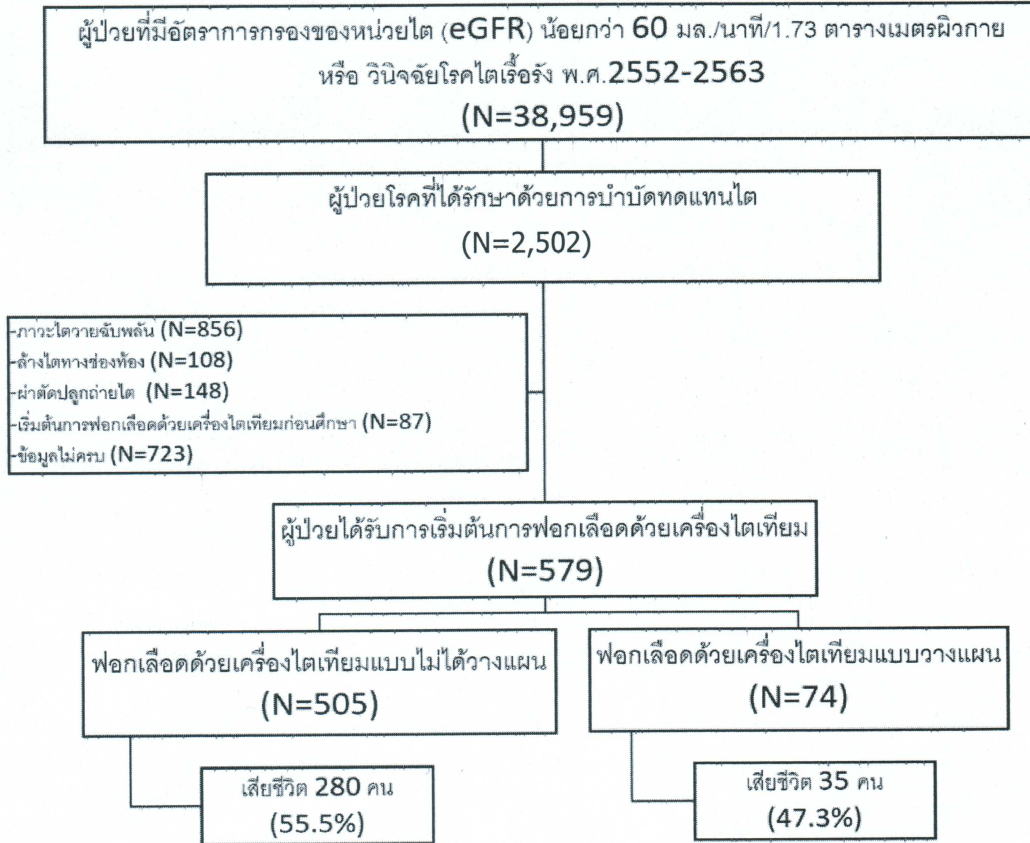 ผู้ป่วยที่มีอัตราการกรองของหน่วยไต (eGFR) น้อยกว่า 60 มล./นาที/1.73 ตารางเมตรผิวกาย
หรือ วินิจฉัยโรคไตเรื้อรัง พ.ศ.2552-2563
(N=38,959)
ผู้ป่วยโรคที่ได้รักษาด้วยการบำบัดทดแทนไต
(N=2,502)
-ภาวะไตวายฉับพลัน (N=856)
-ล้างไตทางช่องท้อง (N=108)
-ผ่าตัดปลูกถ่ายไต (N=148)
-เริ่มต้นการฟอกเลือดด้วยเครื่องไตเทียมก่อนศึกษา (N=87)
-ข้อมูลไม่ครบ (N=723)
ผู้ป่วยได้รับการเริ่มต้นการฟอกเลือดด้วยเครื่องไตเทียม
(N=579)
ฟอกเลือดด้วยเครื่องไตเทียมแบบไม่ได้วางแผน
(N=505)
ฟอกเลือดด้วยเครื่องไตเทียมแบบวางแผน
(N=74)
เสียชีวิต 280 คน
(55.5%)
เสียชีวิต 35 คน
(47.3%)